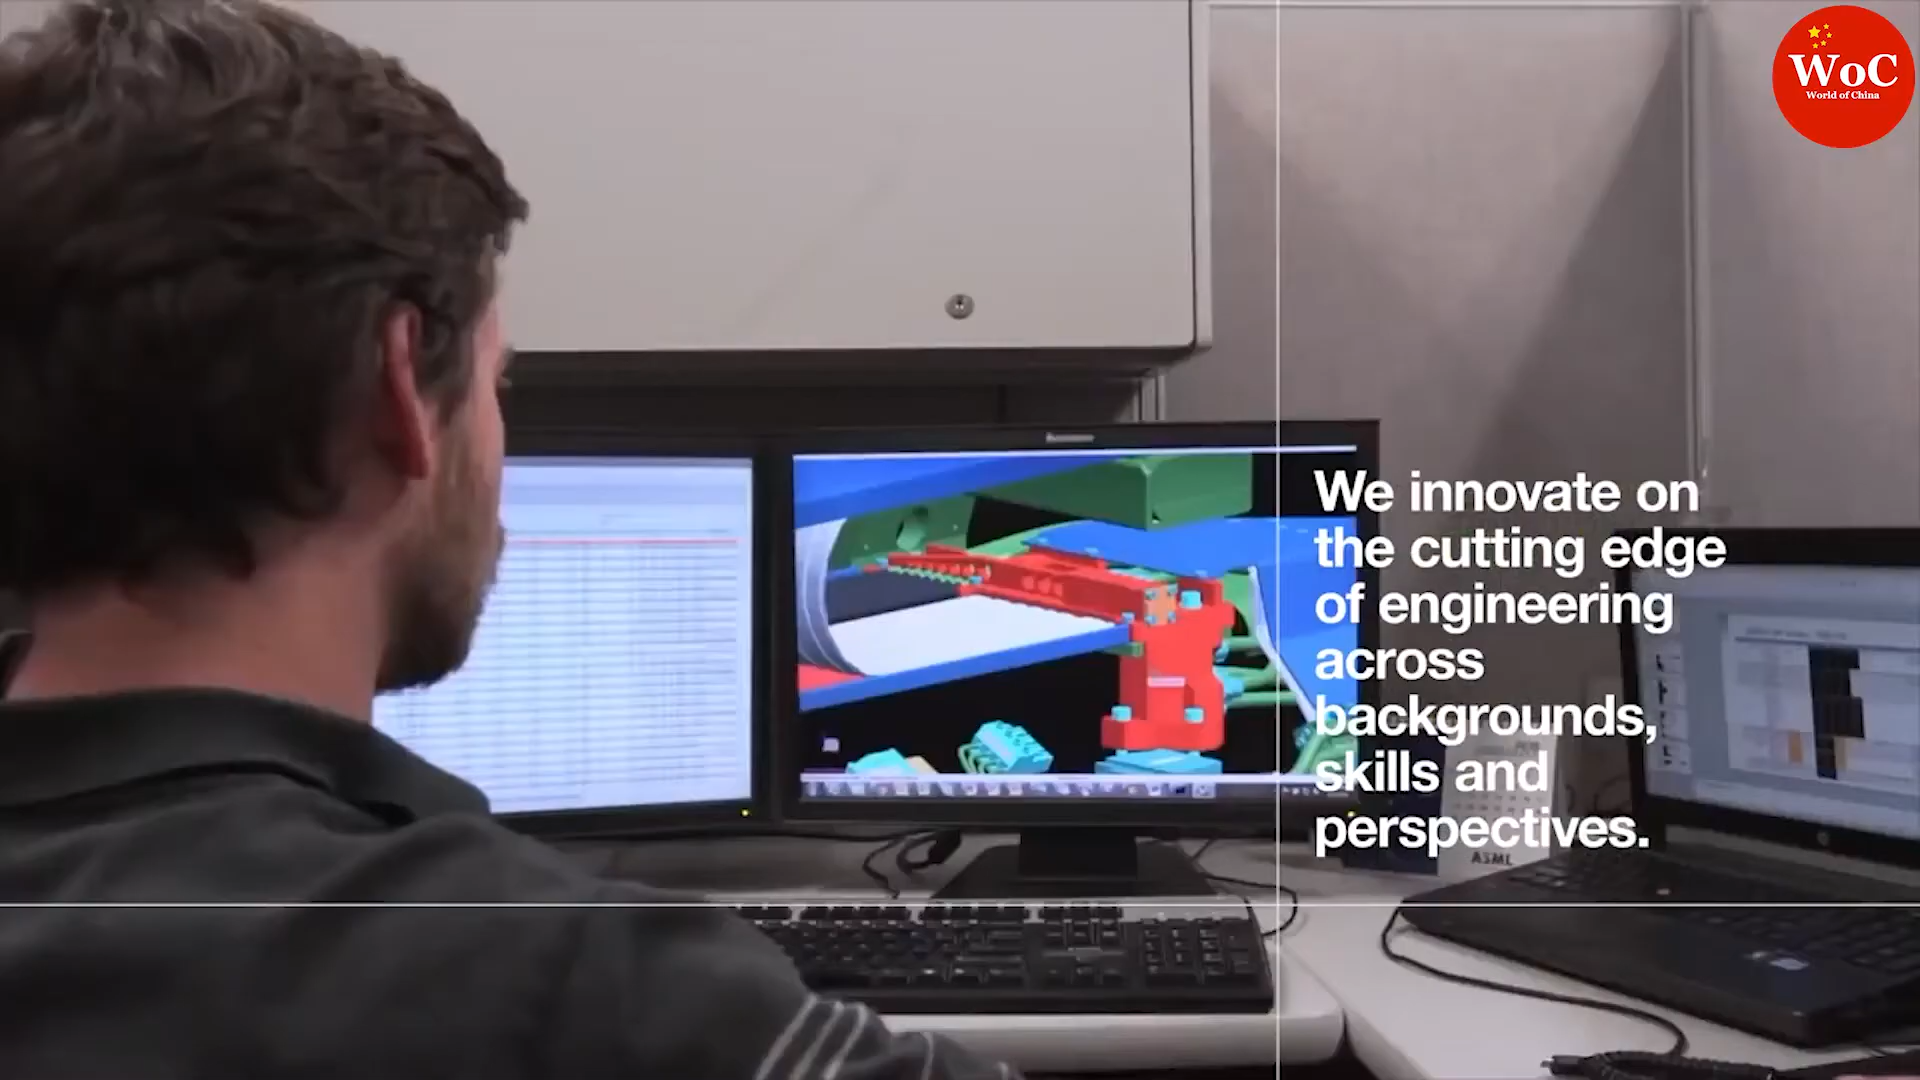 WoC
World of China
We innovate on
the cutting edge
of engineering
across
backgrounds,
skills and
perspectives.
ASML